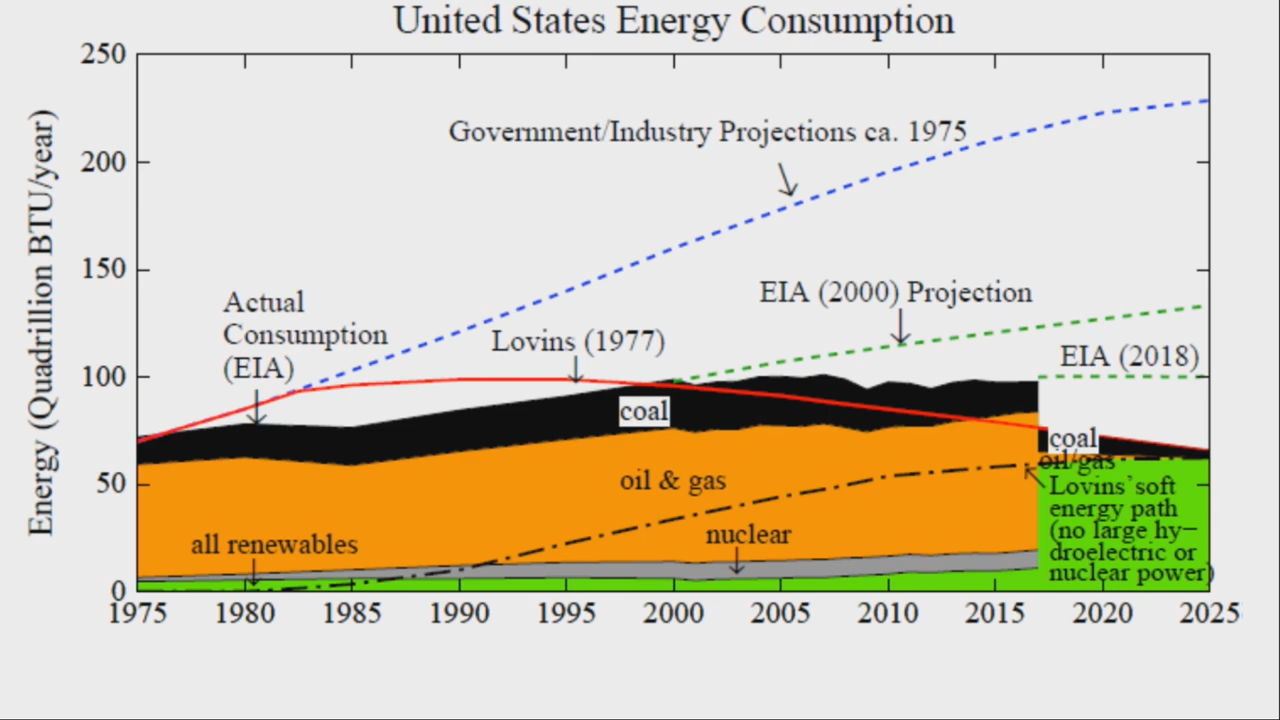 United States Energy Consumption
Energy (Quadrillion BTU/year)
250
200
150
100
50
0
Government/Industry Projections ca. 1975
EIA (2000) Projection
Actual
Consumption
(EIA)
Lovins (1977)
EIA (2018)
coal
coal
oil/gas
oil & gas
Lovins' soft
energy path
(no large hy-
droelectric or
nuclear power)
all renewables
nuclear
1975 1980 1985 1990 1995 2000 2005 2010 2015 2020 2025